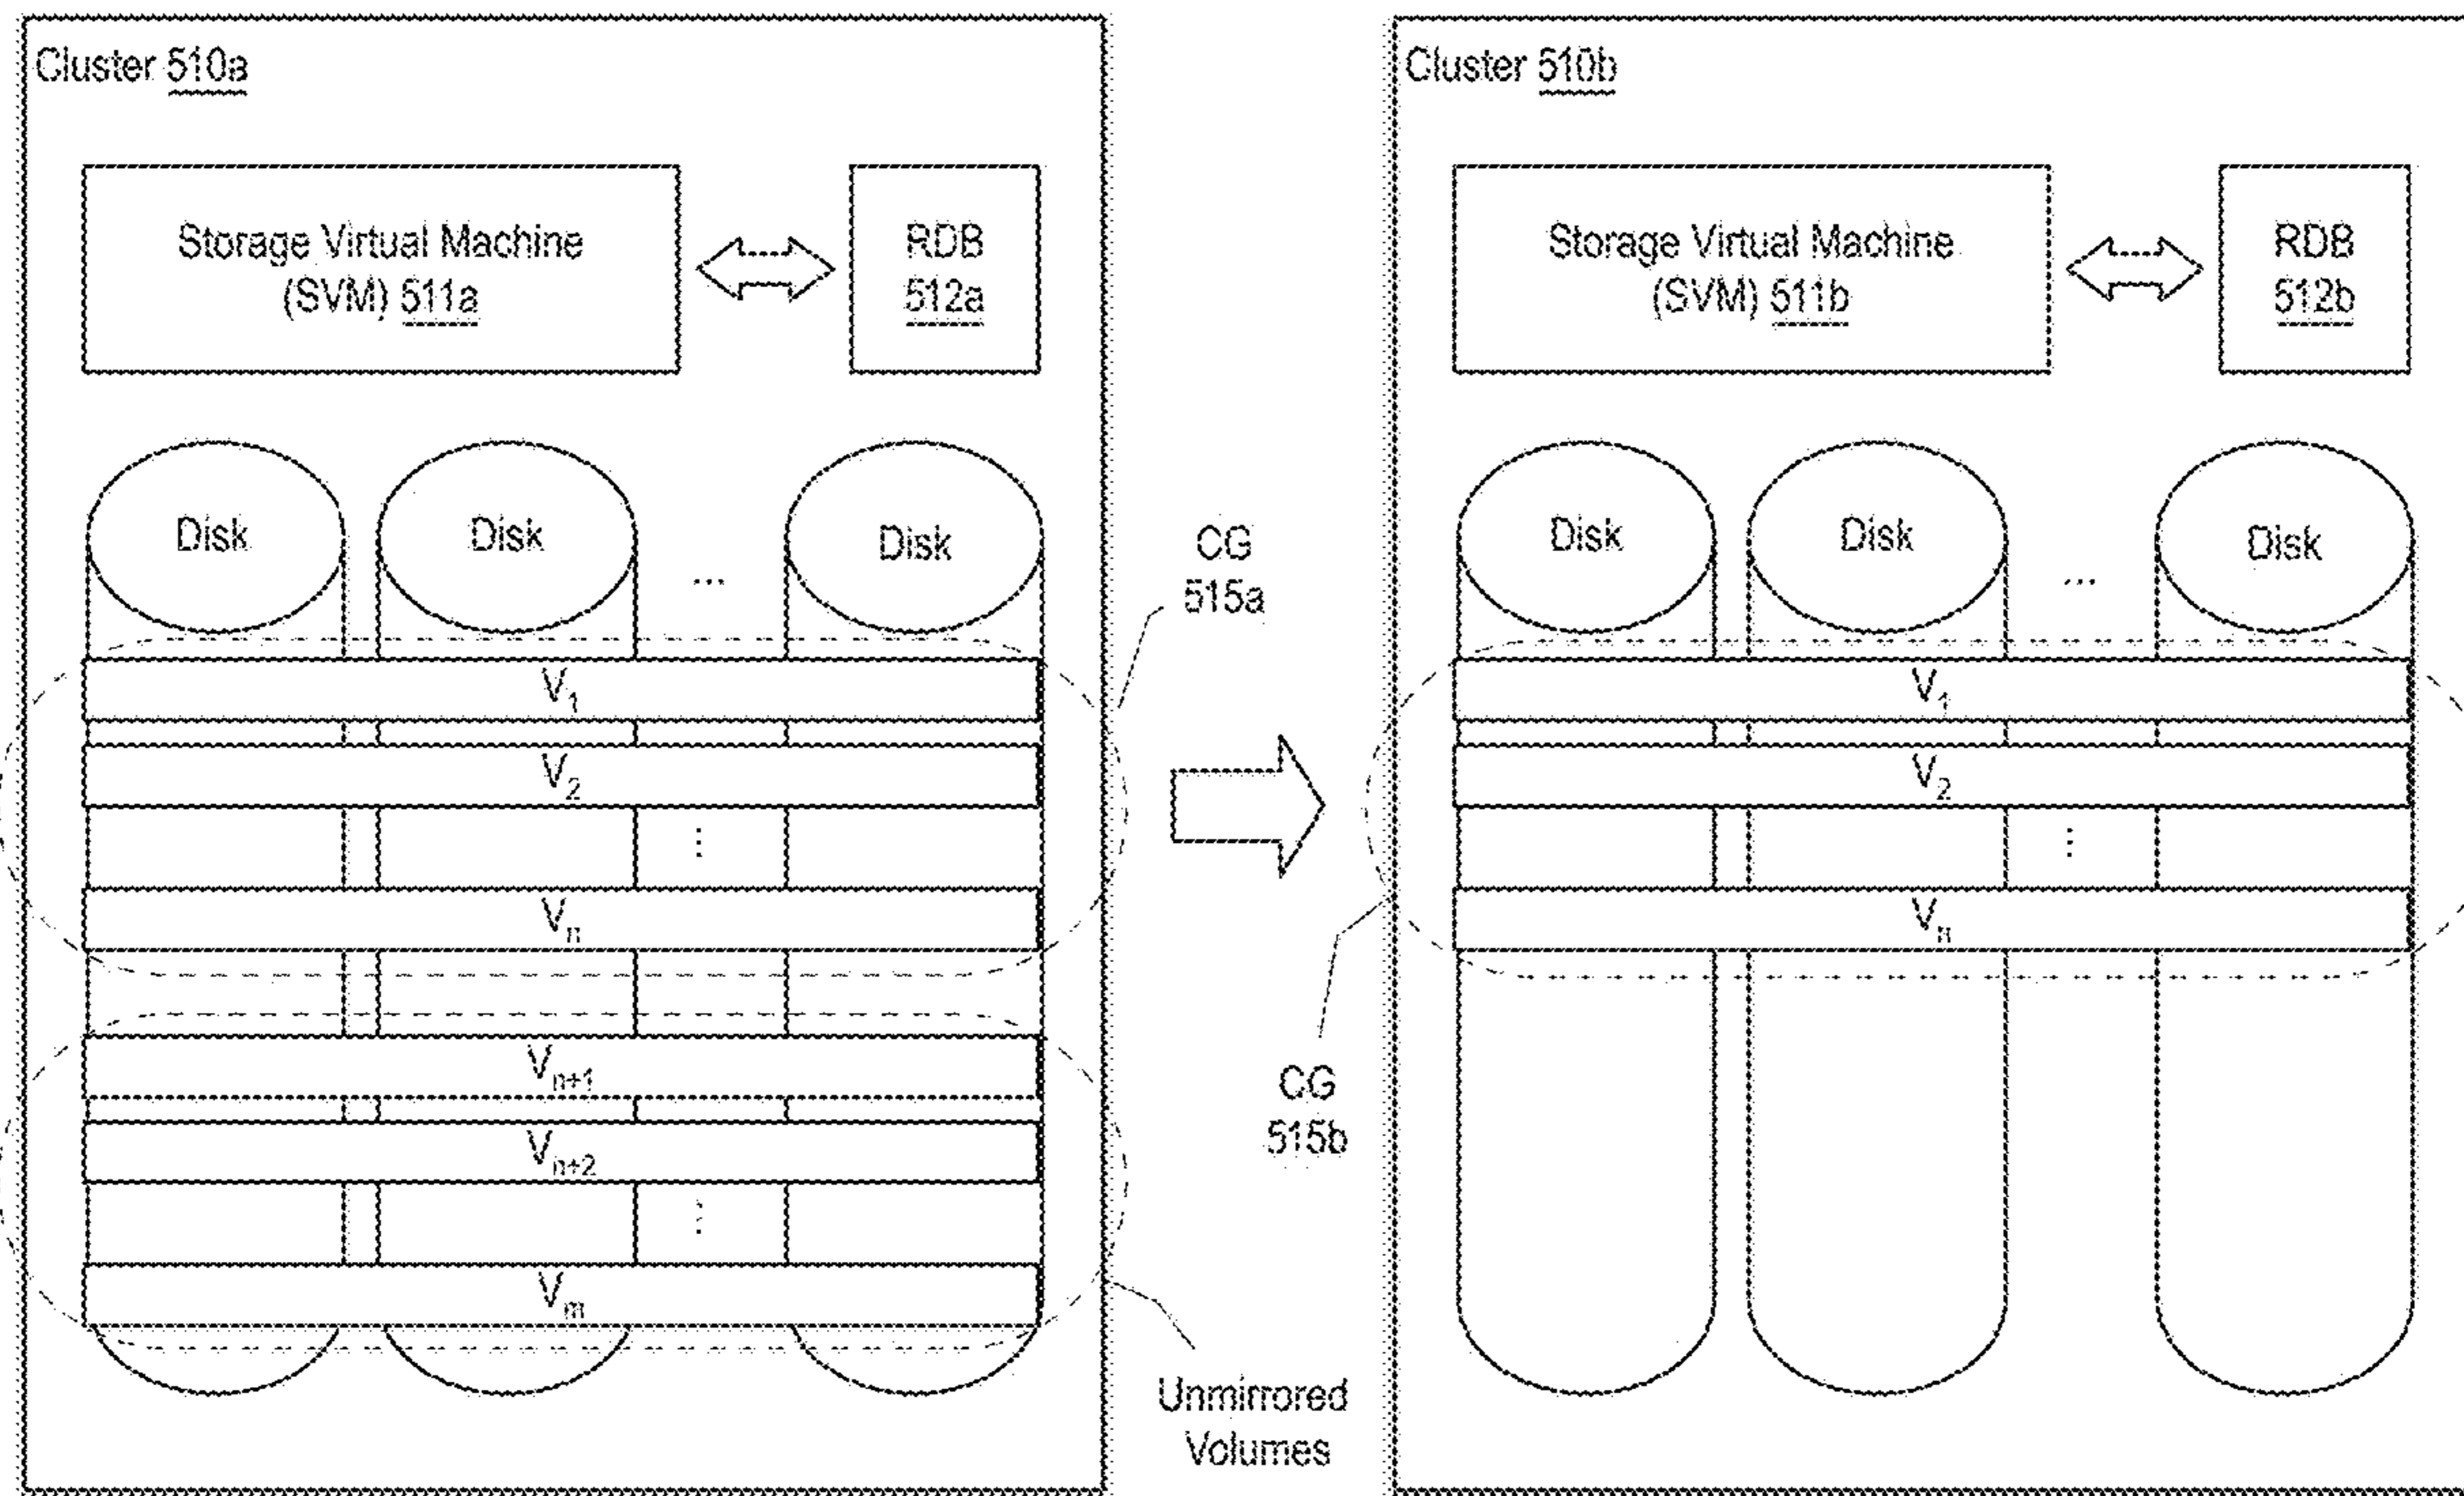 Cluster 510a
Storage Virtual Machine
(SVM) 511a
RDB
512a
Disk
Disk
...
Disk
V1
V2
⋮
Vn
Vn+1
Vn+2
⋮
Vm
CG
515a
CG
515b
Unmirrored
Volumes
Cluster 510b
Storage Virtual Machine
(SVM) 511b
RDB
512b
Disk
Disk
...
Disk
V1
V2
⋮
Vn